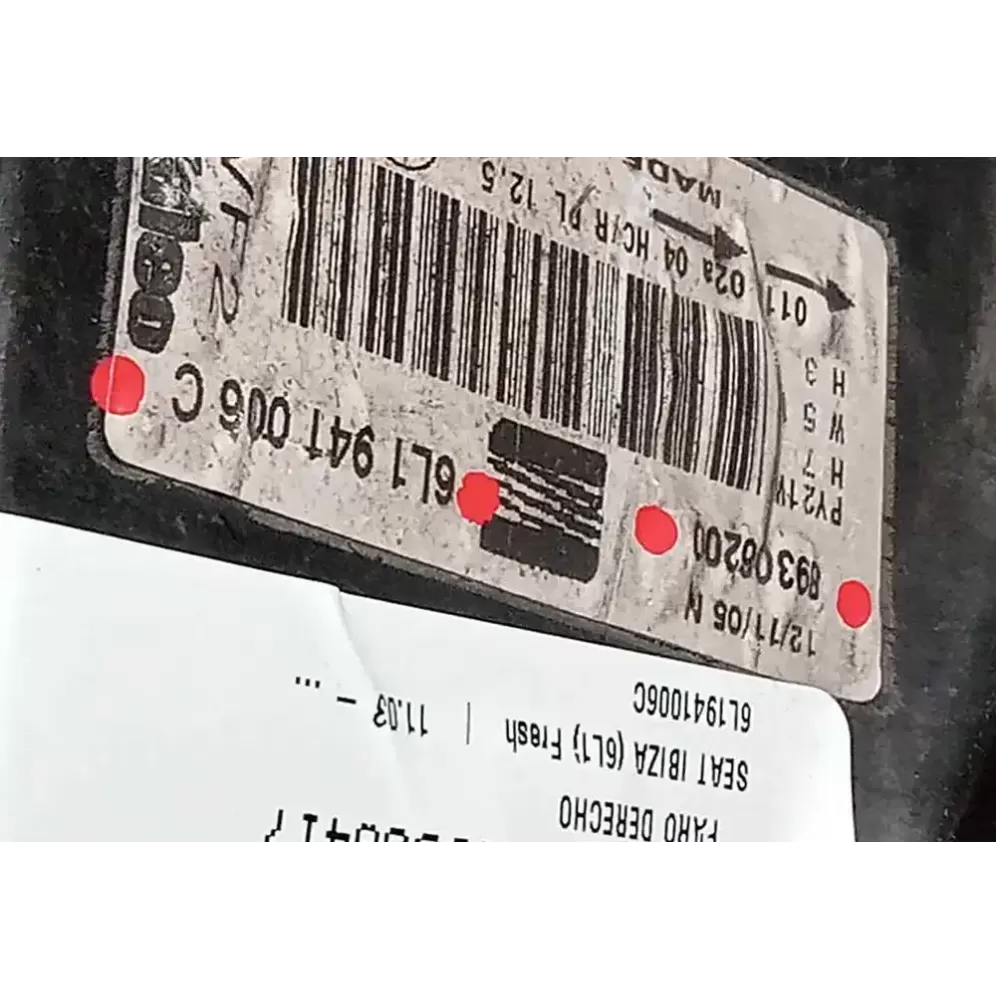 FARO DERECHO
SEAT IBIZA (6L1) Fresh | 11.03 – ...
6L1941006C
12/11/05 N
89306200
6L1 941 006 C
PY21W
H 7
W 5
H 3
011
02a 04 HC/R PL 12,5
MADE